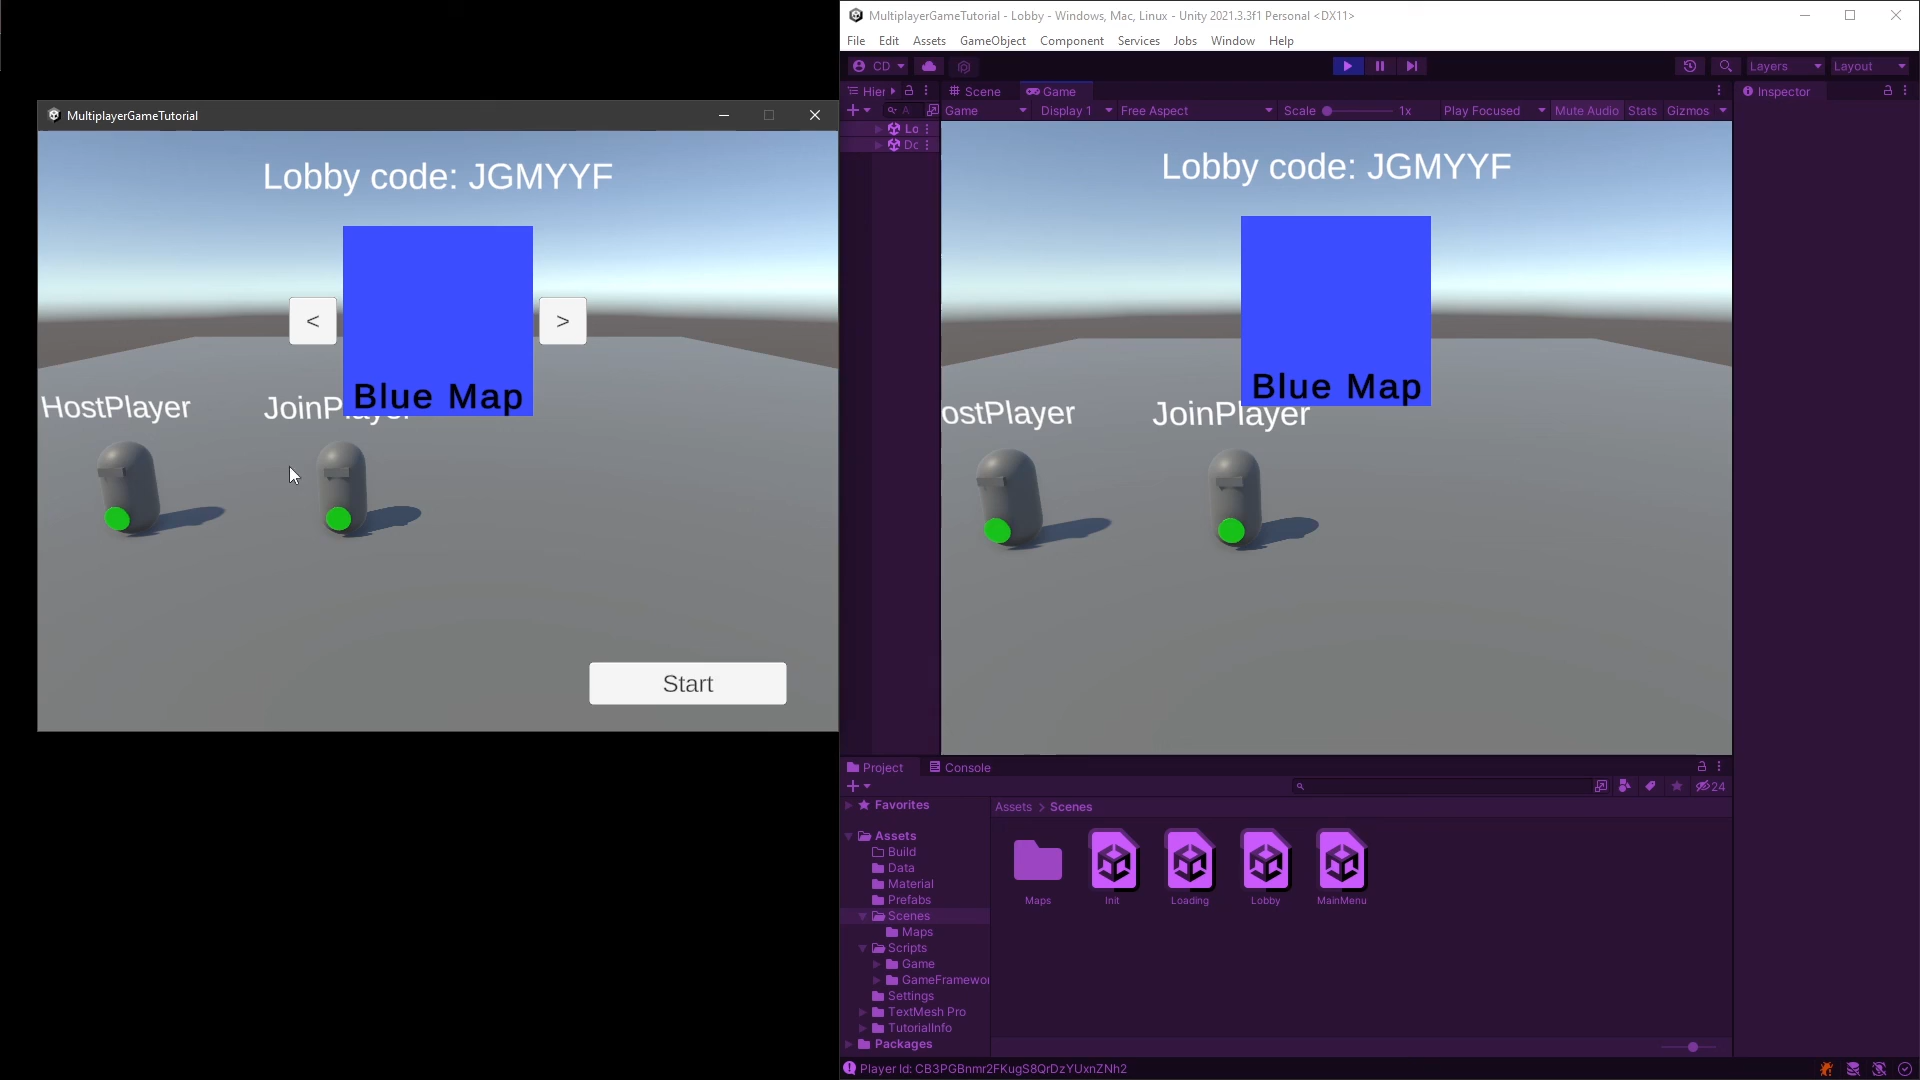 MultiplayerGameTutorial
Lobby code: JGMYYF
<
>
Blue Map
HostPlayer
JoinPlayer
Start
MultiplayerGameTutorial - Lobby - Windows, Mac, Linux - Unity 2021.3.3f1 Personal <DX11>
File Edit Assets GameObject Component Services Jobs Window Help
CD
Layers
Layout
Hier
Scene
Game
Inspector
A
Game
Display 1
Free Aspect
Scale
1x
Play Focused
Mute Audio
Stats
Gizmos
Lo
Dc
Lobby code: JGMYYF
Blue Map
ostPlayer
JoinPlayer
Project
Console
24
Favorites
Assets
Build
Data
Material
Prefabs
Scenes
Maps
Scripts
Game
GameFramewor
Settings
TextMesh Pro
TutorialInfo
Packages
Assets > Scenes
Maps
Init
Loading
Lobby
MainMenu
Player Id: CB3PGBnmr2FKugS8QrDzYUxnZNh2